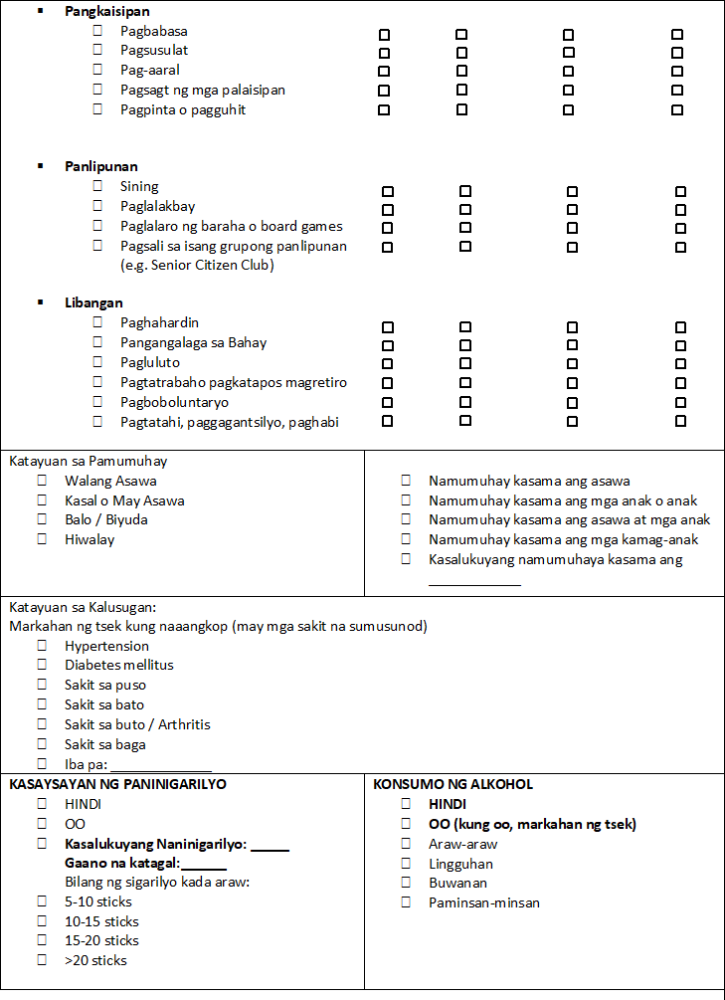 Pangkaisipan
Pagbabasa
Pagsusulat
Pag-aaral
Pagsagt ng mga palaisipan
Pagpinta o pagguhit
Panlipunan
Sining
Paglalakbay
Paglalaro ng baraha o board games
Pagsali sa isang grupong panlipunan
(e.g. Senior Citizen Club)
Libangan
Paghahardin
Pangangalaga sa Bahay
Pagluluto
Pagtatrabaho pagkatapos magretiro
Pagboboluntaryo
Pagtatahi, paggagantsilyo, paghabi
Katayuan sa Pamumuhay
Walang Asawa
Kasal o May Asawa
Balo / Biyuda
Hiwalay
Namumuhay kasama ang asawa
Namumuhay kasama ang mga anak o anak
Namumuhay kasama ang asawa at mga anak
Namumuhay kasama ang mga kamag-anak
Kasalukuyang namumuhaya kasama ang
____________
Katayuan sa Kalusugan:
Markahan ng tsek kung naaangkop (may mga sakit na sumusunod)
Hypertension
Diabetes mellitus
Sakit sa puso
Sakit sa bato
Sakit sa buto / Arthritis
Sakit sa baga
Iba pa: _____________
KASAYSAYAN NG PANINIGARILYO
HINDI
OO
Kasalukuyang Naninigarilyo: _____
Gaano na katagal:______
Bilang ng sigarilyo kada araw:
5-10 sticks
10-15 sticks
15-20 sticks
>20 sticks
KONSUMO NG ALKOHOL
HINDI
OO (kung oo, markahan ng tsek)
Araw-araw
Lingguhan
Buwanan
Paminsan-minsan